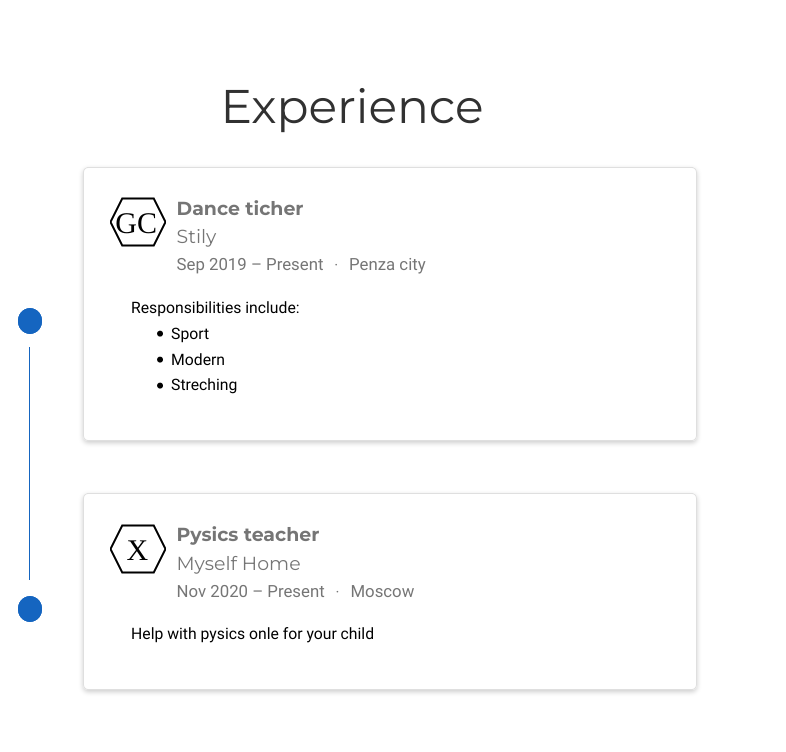 Experience
GC
Dance ticher
Stily
Sep 2019 – Present · Penza city
Responsibilities include:
• Sport
• Modern
• Streching
X
Pysics teacher
Myself Home
Nov 2020 – Present · Moscow
Help with pysics onle for your child